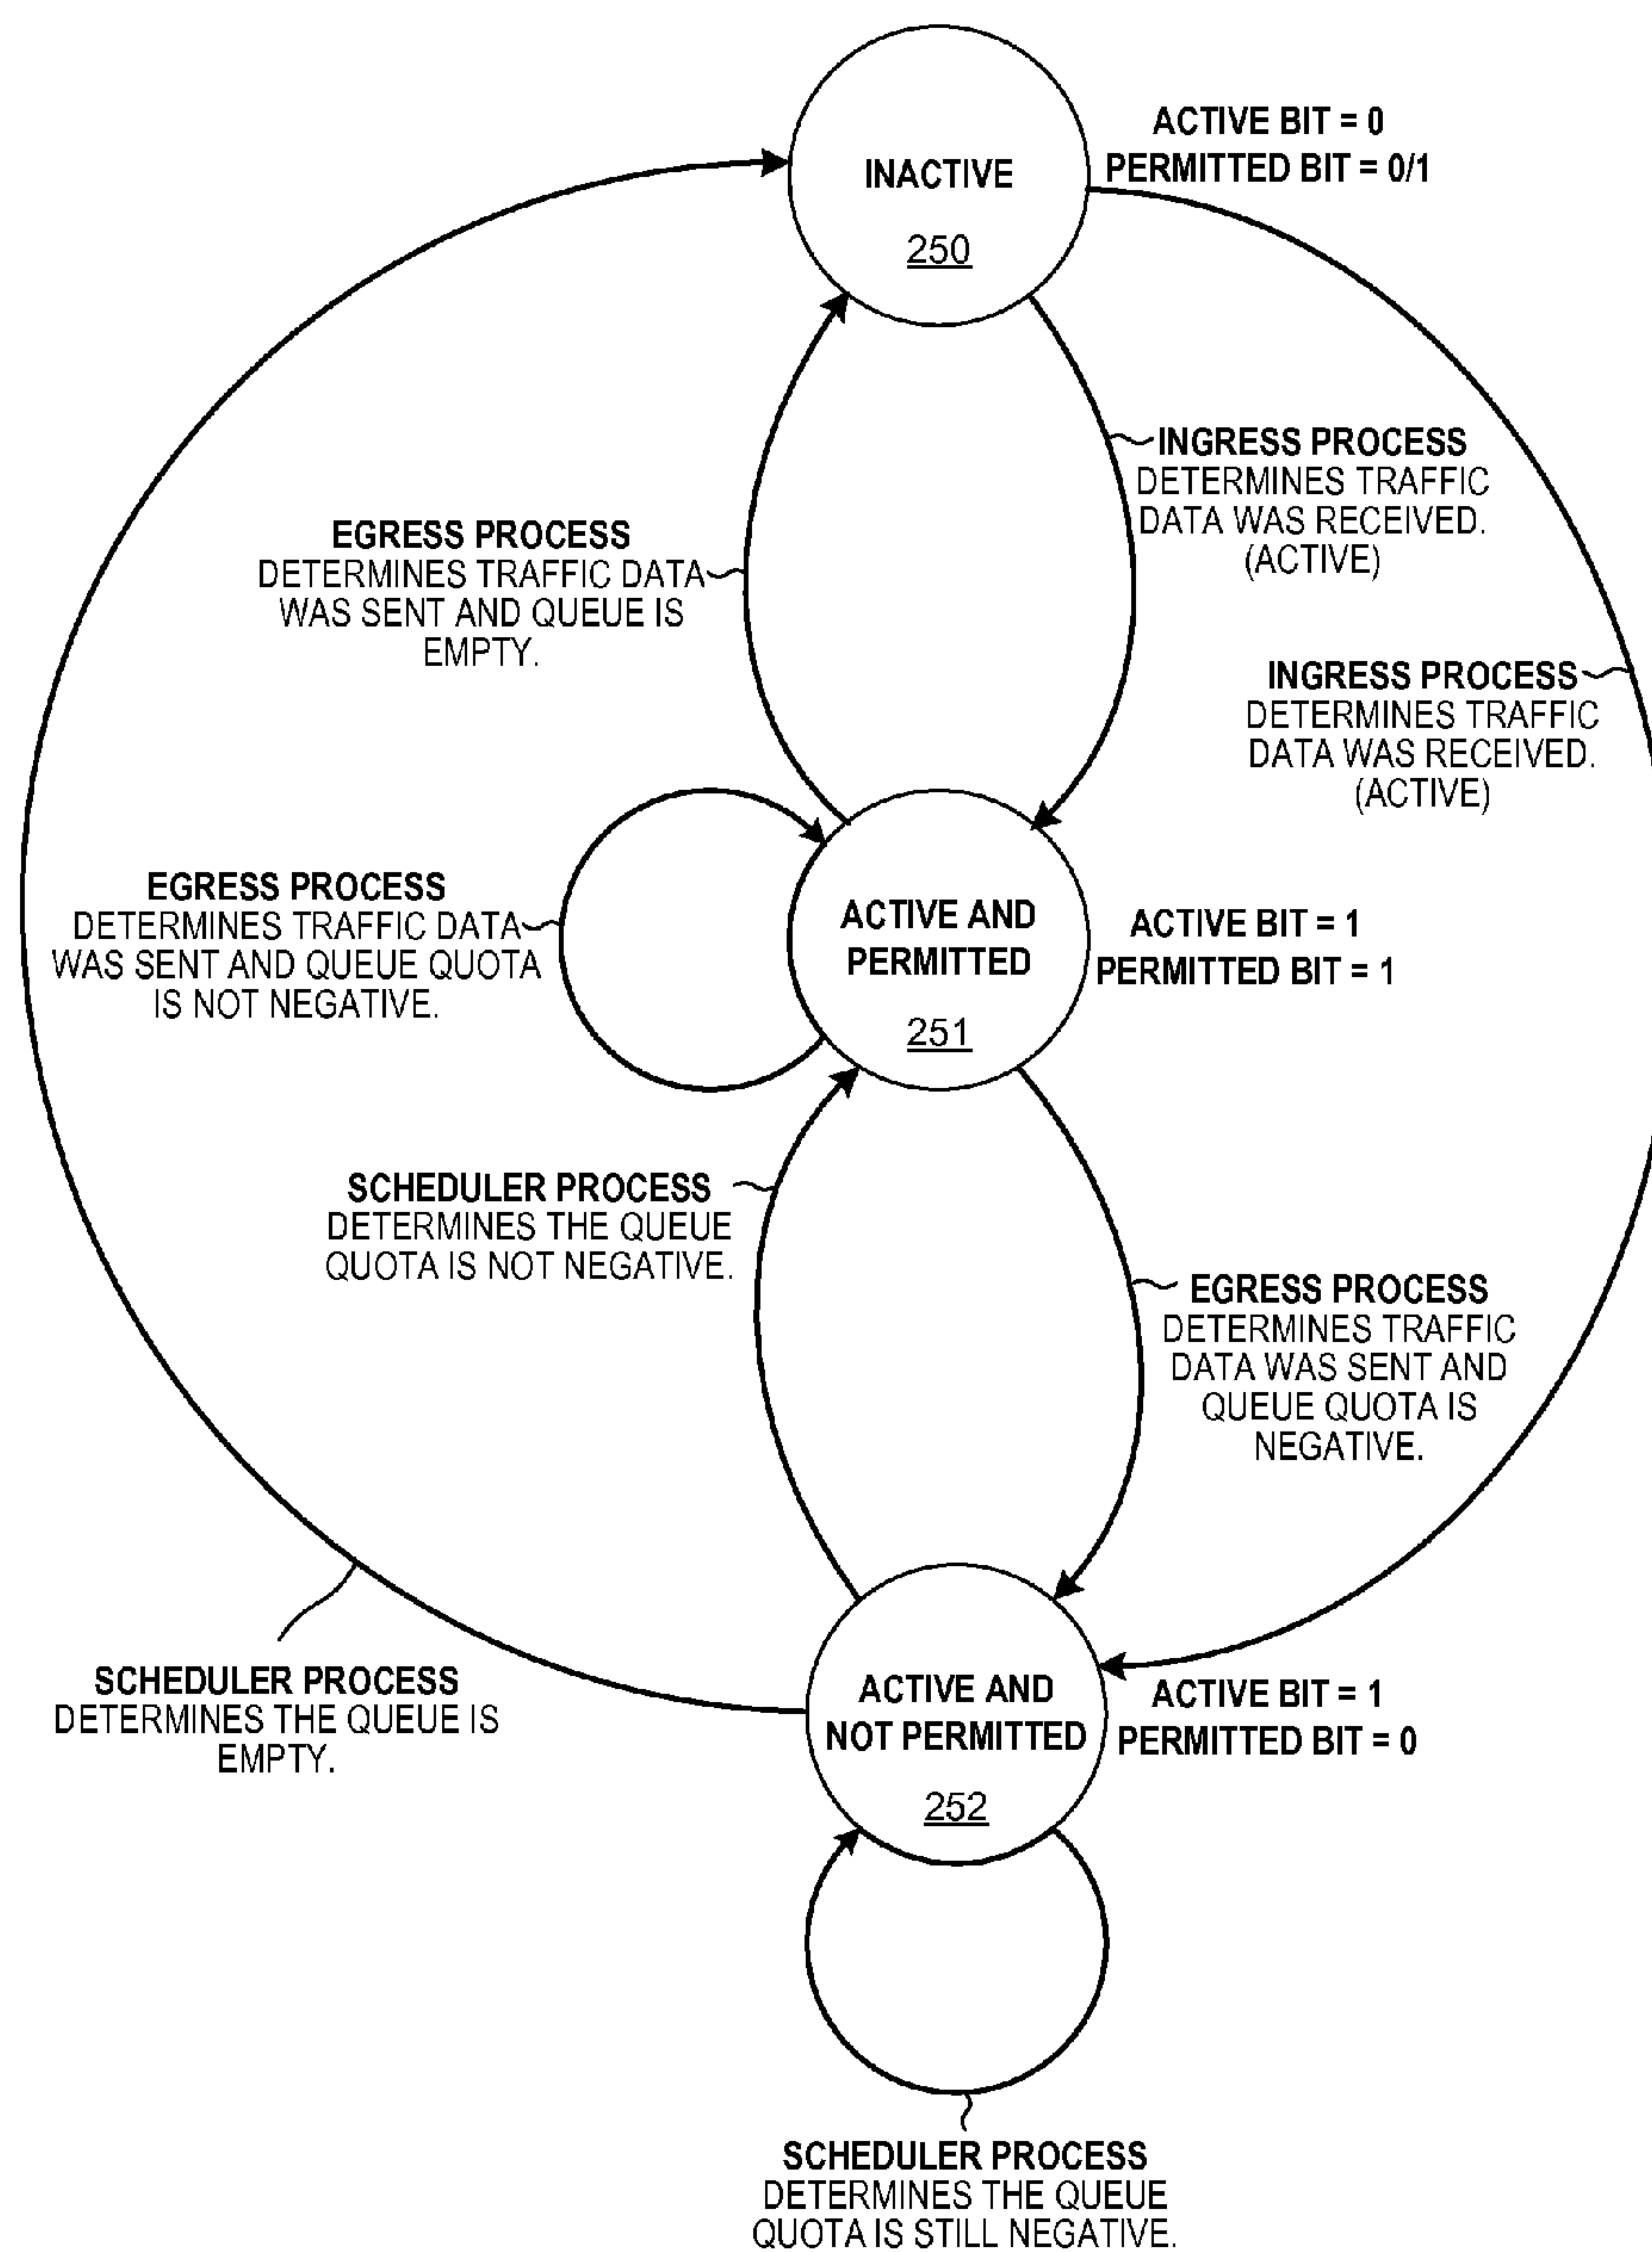 ACTIVE BIT = 0
PERMITTED BIT = 0/1
INACTIVE
250
INGRESS PROCESS
DETERMINES TRAFFIC
DATA WAS RECEIVED.
(ACTIVE)
EGRESS PROCESS
DETERMINES TRAFFIC DATA
WAS SENT AND QUEUE IS
EMPTY.
INGRESS PROCESS
DETERMINES TRAFFIC
DATA WAS RECEIVED.
(ACTIVE)
EGRESS PROCESS
DETERMINES TRAFFIC DATA
WAS SENT AND QUEUE QUOTA
IS NOT NEGATIVE.
ACTIVE AND
PERMITTED
251
ACTIVE BIT = 1
PERMITTED BIT = 1
SCHEDULER PROCESS
DETERMINES THE QUEUE
QUOTA IS NOT NEGATIVE.
EGRESS PROCESS
DETERMINES TRAFFIC
DATA WAS SENT AND
QUEUE QUOTA IS
NEGATIVE.
SCHEDULER PROCESS
DETERMINES THE QUEUE IS
EMPTY.
ACTIVE AND
NOT PERMITTED
252
ACTIVE BIT = 1
PERMITTED BIT = 0
SCHEDULER PROCESS
DETERMINES THE QUEUE
QUOTA IS STILL NEGATIVE.